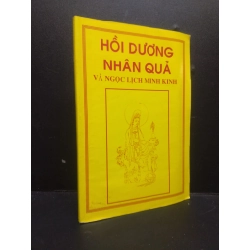 HỒI DƯƠNG
NHÂN QUẢ
VÀ NGỌC LỊCH MINH KINH